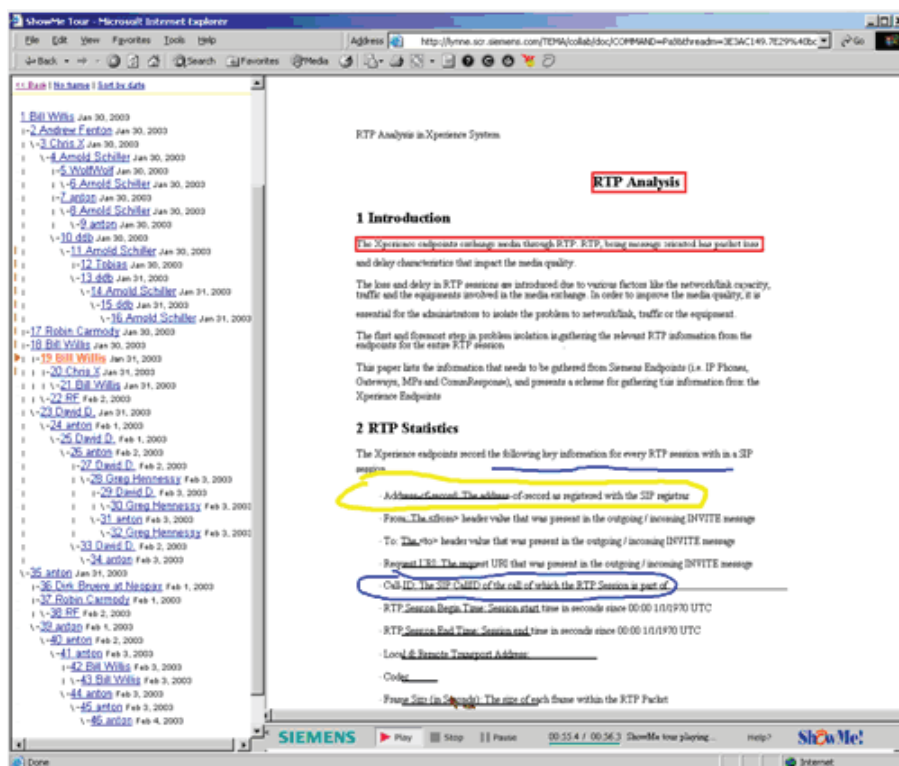 ShowMe Tour - Microsoft Internet Explorer
File Edit View Favorites Tools Help
Address http://lynne.scr.siemens.com/TEMA/collab/doc/COMMAND=
Go
Back Search Favorites Media
<< Back | No frame | Sort by date
1 Bill Willis Jan 30, 2003
2 Andrew Fenton Jan 30, 2003
3 Chris X Jan 30, 2003
4 Arnold Schiller Jan 30, 2003
5 WolfWolf Jan 30, 2003
6 Arnold Schiller Jan 30, 2003
7 anton Jan 30, 2003
8 Arnold Schiller Jan 30, 2003
9 anton Jan 30, 2003
10 ddb Jan 30, 2003
11 Arnold Schiller Jan 30, 2003
12 Tobias Jan 30, 2003
13 ddb Jan 31, 2003
14 Arnold Schiller Jan 31, 2003
15 ddb Jan 31, 2003
16 Arnold Schiller Jan 31, 2003
17 Robin Carmody Jan 30, 2003
18 Bill Willis Jan 30, 2003
19 Bill Willis Jan 31, 2003
20 Chris X Jan 31, 2003
21 Bill Willis Jan 31, 2003
22 RF Feb 2, 2003
23 David D. Jan 31, 2003
24 anton Feb 1, 2003
25 David D. Feb 1, 2003
26 anton Feb 2, 2003
27 David D. Feb 2, 2003
28 Greg Hennessy Feb 2, 2003
29 David D. Feb 3, 2003
30 Greg Hennessy Feb 3, 2003
31 anton Feb 3, 2003
32 Greg Hennessy Feb 3, 2003
33 David D. Feb 2, 2003
34 anton Feb 3, 2003
35 anton Jan 31, 2003
36 Dirk Bruere at Neopax Feb 1, 2003
37 Robin Carmody Feb 1, 2003
38 RF Feb 2, 2003
39 anton Feb 1, 2003
40 anton Feb 2, 2003
41 anton Feb 3, 2003
42 Bill Willis Feb 3, 2003
43 Bill Willis Feb 3, 2003
44 anton Feb 3, 2003
45 anton Feb 3, 2003
46 anton Feb 4, 2003
RTP Analysis in Xperience System
RTP Analysis
1 Introduction
The Xperience endpoints exchange media through RTP. RTP, being message oriented has packet loss
and delay characteristics that impact the media quality.
The loss and delay in RTP sessions are introduced due to various factors like the network/link capacity,
traffic and the equipments involved in the media exchange. In order to improve the media quality, it is
essential for the administrators to isolate the problem to network/link, traffic or the equipment.
The first and foremost step in problem isolation is gathering the relevant RTP information from the
endpoints for the entire RTP session
This paper lists the information that needs to be gathered from Siemens Endpoints (i.e. IP Phones,
Gateways, MPs and CommResponse), and presents a scheme for gathering this information from the
Xperience Endpoints
2 RTP Statistics
The Xperience endpoints record the following key information for every RTP session with in a SIP
session
· Address-of-record: The address-of-record as registered with the SIP registrar
· From: The <from> header value that was present in the outgoing / incoming INVITE message
· To: The <to> header value that was present in the outgoing / incoming INVITE message
· Request URI: The request URI that was present in the outgoing / incoming INVITE message
· Call-ID: The SIP CallID of the call of which the RTP Session is part of
· RTP Session Begin Time: Session start time in seconds since 00:00 1/1/1970 UTC
· RTP Session End Time: Session end time in seconds since 00:00 1/1/1970 UTC
· Local & Remote Transport Address:
· Codec
· Frame Size (in Seconds): The size of each frame within the RTP Packet
SIEMENS Play Stop Pause 00:55.4 / 00:56.3 ShowMe tour playing... Help? ShowMe!
Done Internet